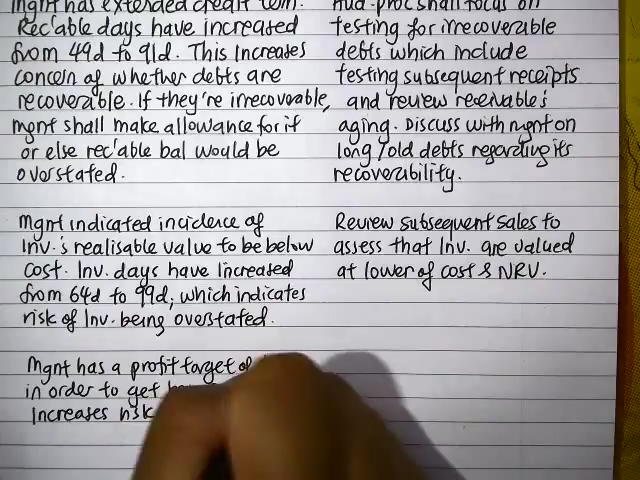 Mgnt has extended credit term.
Rec'able days have increased
from 49d to 91d. This increases
concern of whether debts are
recoverable. If they're irrecoverable,
mgnt shall make allowance for it
or else rec'able bal would be
overstated.
Aud. proc. shall focus on
testing for irrecoverable
debts which include
testing subsequent receipts
and review receivable's
aging. Discuss with mgnt on
long/old debts regarding its
recoverability.
Mgnt indicated incidence of
Inv.'s realisable value to be below
cost. Inv. days have increased
from 64d to 99d, which indicates
risk of Inv. being overstated.
Review subsequent sales to
assess that Inv. are valued
at lower of cost & NRV.
Mgnt has a profit target of
in order to get
increases risk